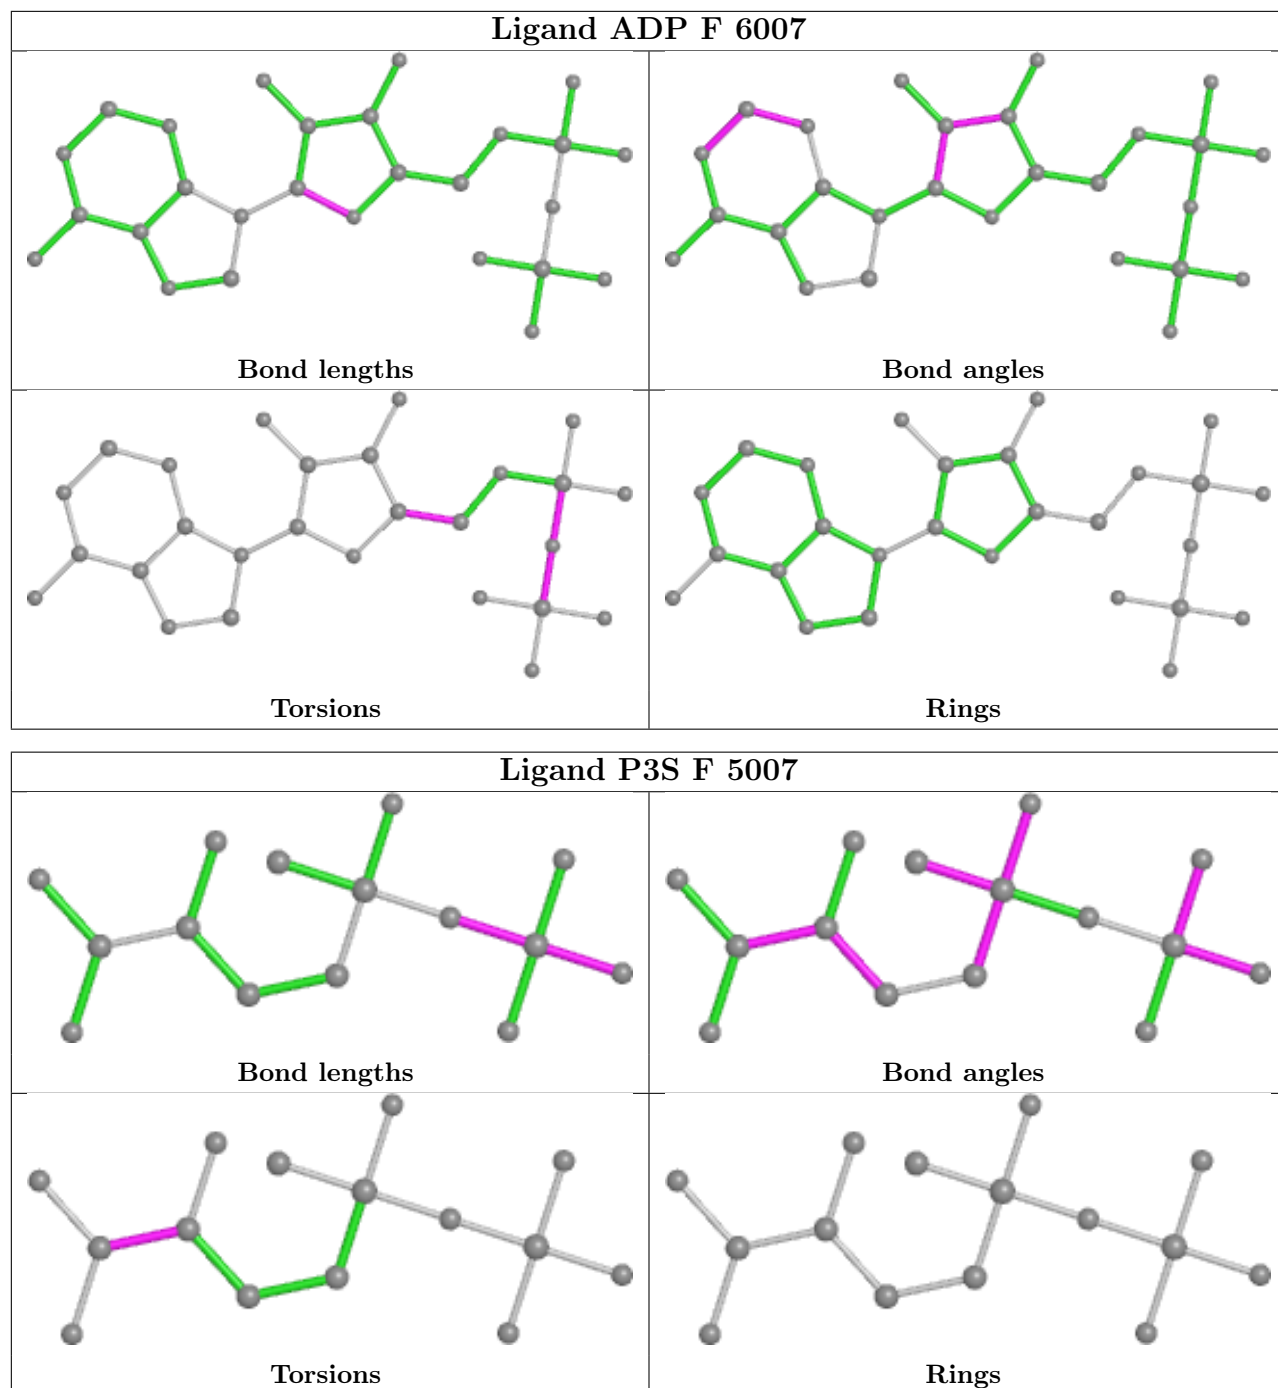 Ligand ADP F 6007
Bond lengths
Bond angles
Torsions
Rings
Ligand P3S F 5007
Bond lengths
Bond angles
Torsions
Rings